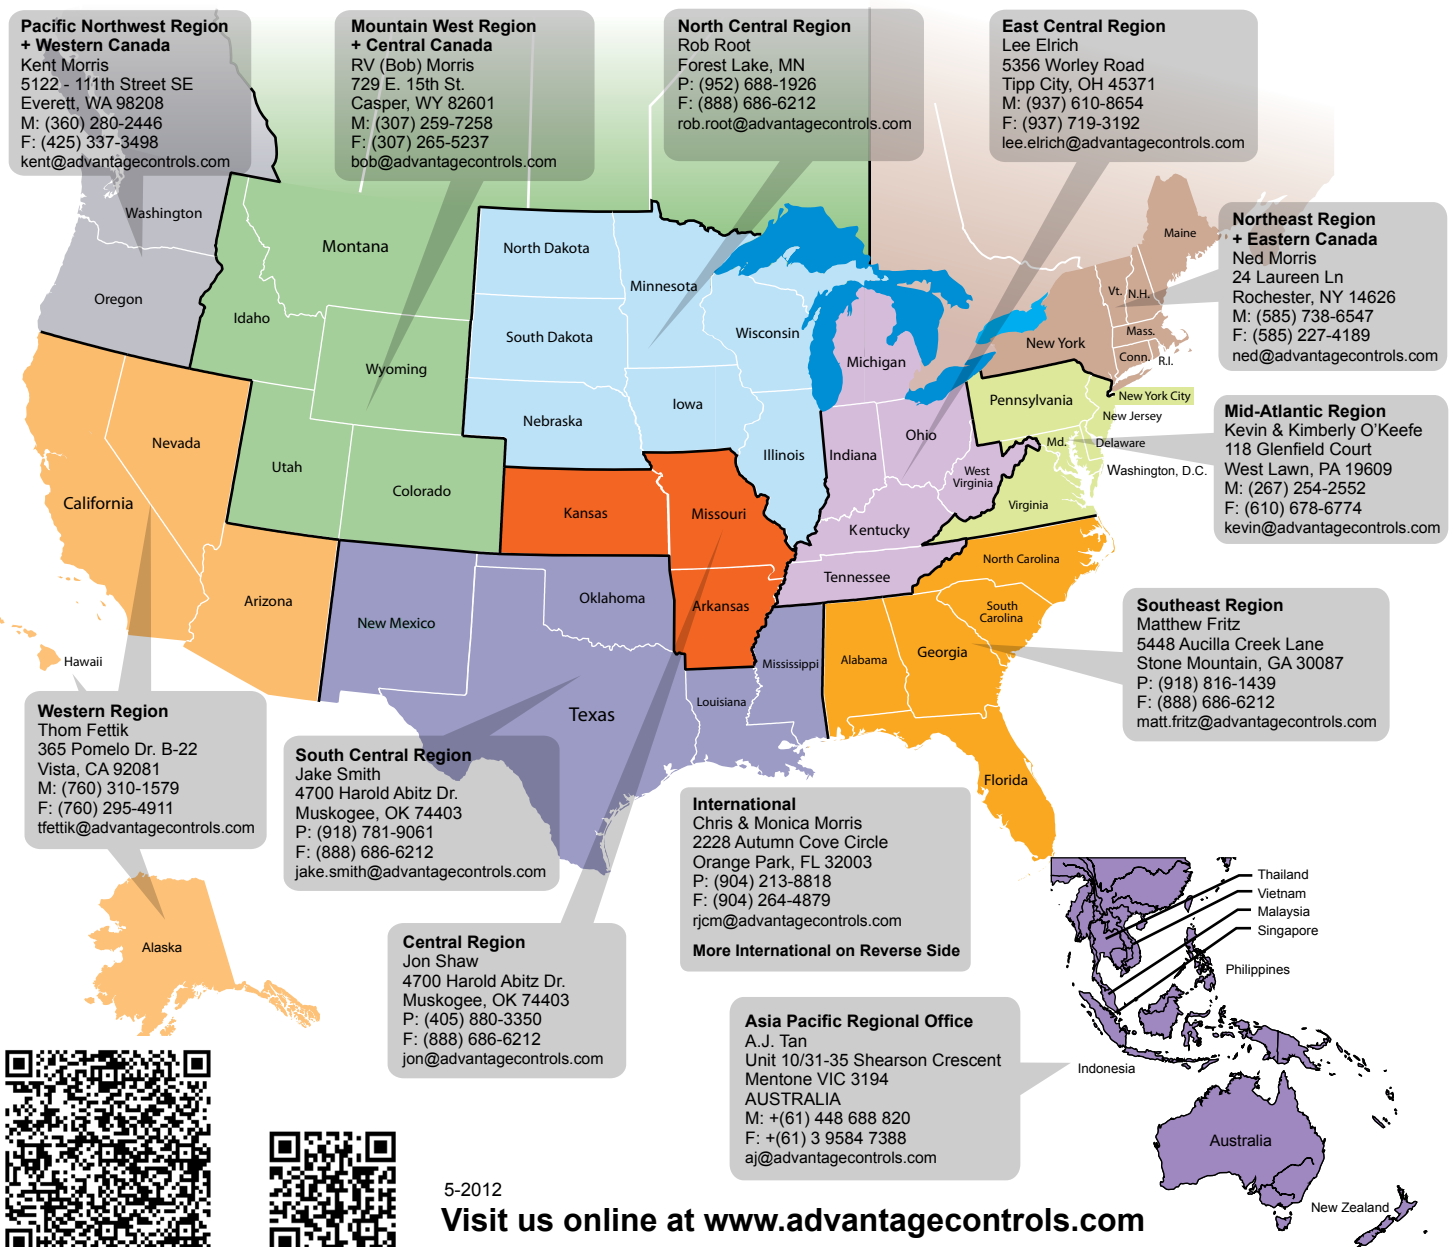 Pacific Northwest Region
+ Western Canada
Kent Morris
5122 - 111th Street SE
Everett, WA 98208
M: (360) 280-2446
F: (425) 337-3498
kent@advantagecontrols.com
Mountain West Region
+ Central Canada
RV (Bob) Morris
729 E. 15th St.
Casper, WY 82601
M: (307) 259-7258
F: (307) 265-5237
bob@advantagecontrols.com
North Central Region
Rob Root
Forest Lake, MN
P: (952) 688-1926
F: (888) 686-6212
rob.root@advantagecontrols.com
East Central Region
Lee Elrich
5356 Worley Road
Tipp City, OH 45371
M: (937) 610-8654
F: (937) 719-3192
lee.elrich@advantagecontrols.com
Northeast Region
+ Eastern Canada
Ned Morris
24 Laureen Ln
Rochester, NY 14626
M: (585) 738-6547
F: (585) 227-4189
ned@advantagecontrols.com
Mid-Atlantic Region
Kevin & Kimberly O'Keefe
118 Glenfield Court
West Lawn, PA 19609
M: (267) 254-2552
F: (610) 678-6774
kevin@advantagecontrols.com
Southeast Region
Matthew Fritz
5448 Aucilla Creek Lane
Stone Mountain, GA 30087
P: (918) 816-1439
F: (888) 686-6212
matt.fritz@advantagecontrols.com
Washington
Oregon
Montana
Idaho
Wyoming
Utah
Colorado
North Dakota
South Dakota
Nebraska
Minnesota
Wisconsin
Iowa
Illinois
Michigan
Indiana
Ohio
West
Virginia
Kentucky
Tennessee
Maine
Vt.
N.H.
Mass.
Conn.
R.I.
New York
Pennsylvania
New York City
New Jersey
Md.
Delaware
Washington, D.C.
Virginia
Nevada
California
Arizona
Hawaii
Alaska
Kansas
Missouri
Arkansas
New Mexico
Oklahoma
Texas
Louisiana
Mississippi
Alabama
Georgia
North Carolina
South
Carolina
Florida
Western Region
Thom Fettik
365 Pomelo Dr. B-22
Vista, CA 92081
M: (760) 310-1579
F: (760) 295-4911
tfettik@advantagecontrols.com
South Central Region
Jake Smith
4700 Harold Abitz Dr.
Muskogee, OK 74403
P: (918) 781-9061
F: (888) 686-6212
jake.smith@advantagecontrols.com
Central Region
Jon Shaw
4700 Harold Abitz Dr.
Muskogee, OK 74403
P: (405) 880-3350
F: (888) 686-6212
jon@advantagecontrols.com
International
Chris & Monica Morris
2228 Autumn Cove Circle
Orange Park, FL 32003
P: (904) 213-8818
F: (904) 264-4879
rjcm@advantagecontrols.com
More International on Reverse Side
Asia Pacific Regional Office
A.J. Tan
Unit 10/31-35 Shearson Crescent
Mentone VIC 3194
AUSTRALIA
M: +(61) 448 688 820
F: +(61) 3 9584 7388
aj@advantagecontrols.com
Thailand
Vietnam
Malaysia
Singapore
Philippines
Indonesia
Australia
New Zealand
5-2012
Visit us online at www.advantagecontrols.com